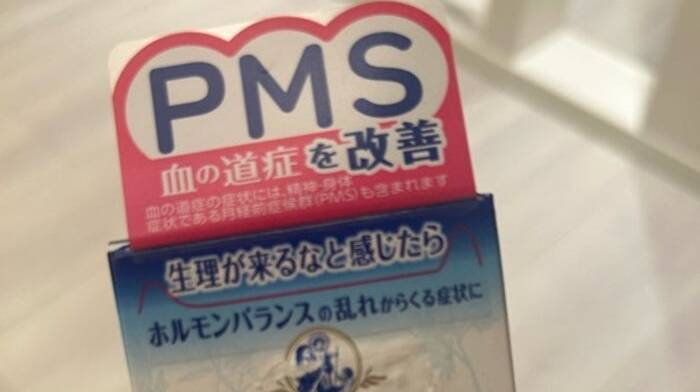 PMS
血の道症を改善
血の道症の症状には、精神・身体
症状である月経前症候群(PMS)も含まれます
生理が来るなと感じたら
ホルモンバランスの乱れからくる症状に